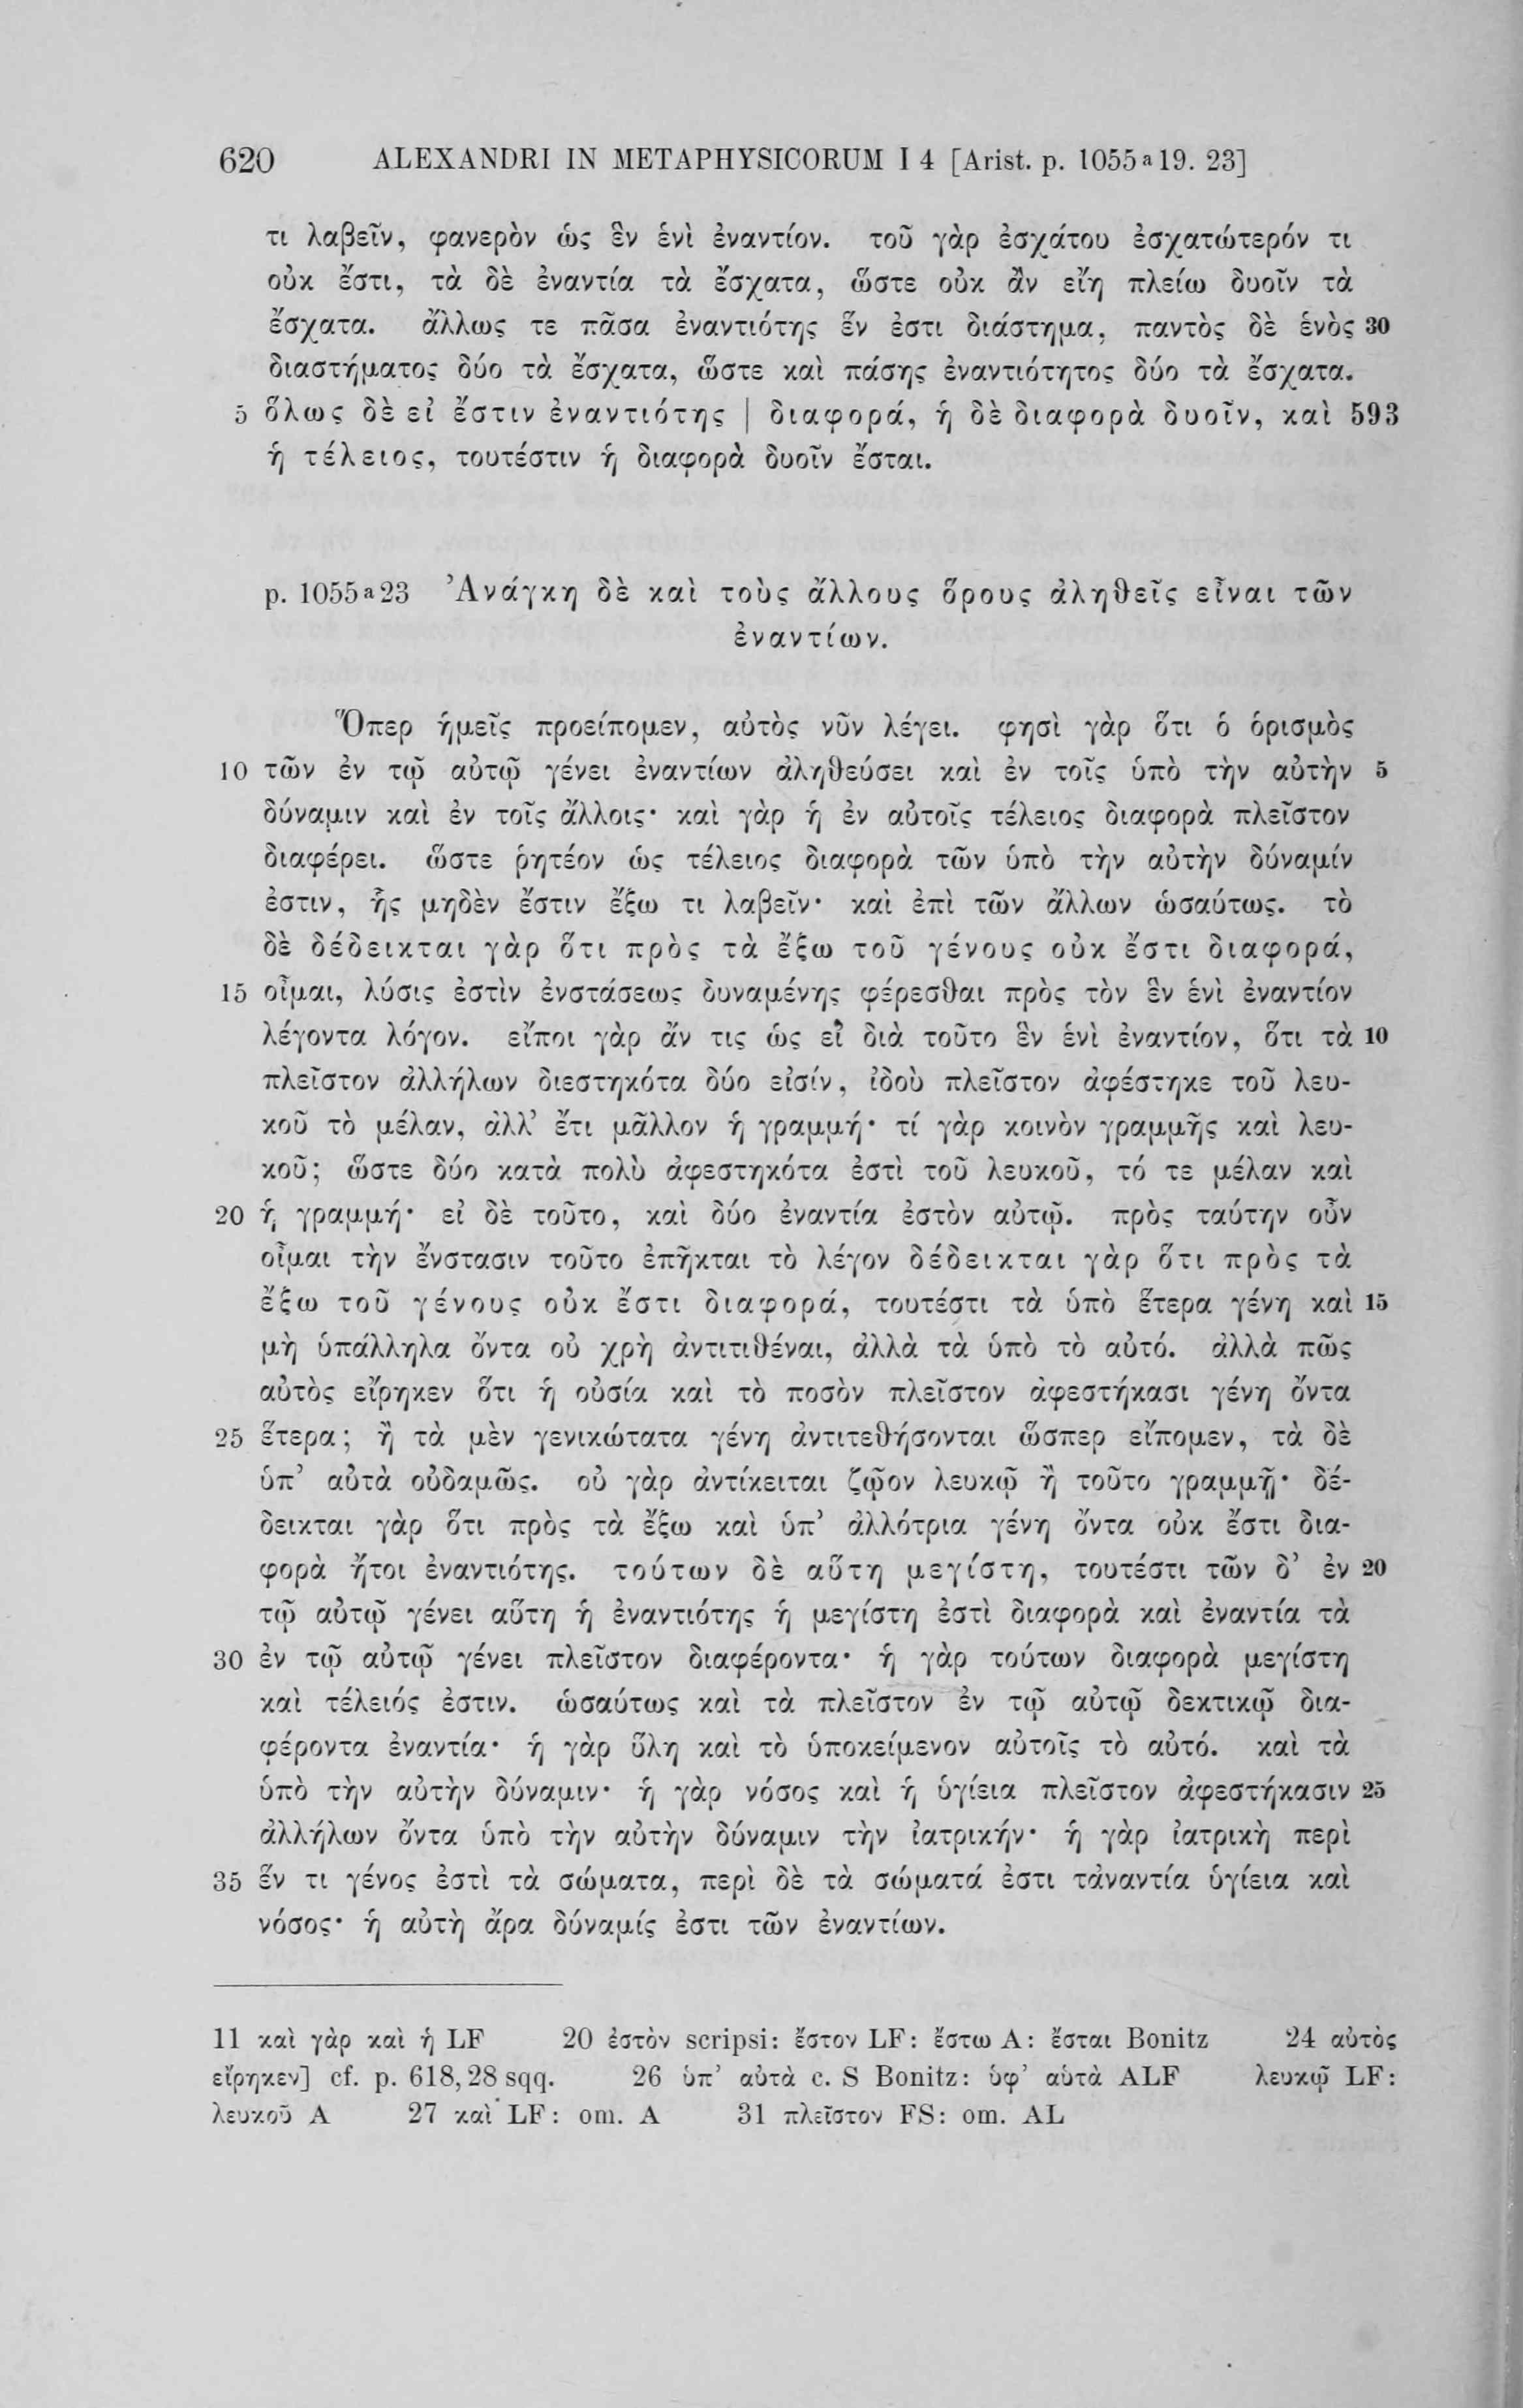 620 ALEXANDRI IN METAPHYSICORUM I 4 [Arist. p. 1055 a 19. 23]
τι λαβεῖν, φανερὸν ὡς ἓν ἑνὶ ἐναντίον. τοῦ γὰρ ἐσχάτου ἐσχατώτερόν τι
οὐκ ἔστι, τὰ δὲ ἐναντία τὰ ἔσχατα, ὥστε οὐκ ἂν εἴη πλείω δυοῖν τὰ
ἔσχατα. ἄλλως τε πᾶσα ἐναντιότης ἕν ἐστι διάστημα, παντὸς δὲ ἑνὸς 30
διαστήματος δύο τὰ ἔσχατα, ὥστε καὶ πάσης ἐναντιότητος δύο τὰ ἔσχατα.
5 ὅλως δὲ εἰ ἔστιν ἐναντιότης | διαφορά, ἡ δὲ διαφορὰ δυοῖν, καὶ 593
ἡ τέλειος, τουτέστιν ἡ διαφορὰ δυοῖν ἔσται.
p. 1055 a 23 Ἀνάγκη δὲ καὶ τοὺς ἄλλους ὅρους ἀληθεῖς εἶναι τῶν
ἐναντίων.
Ὅπερ ἡμεῖς προείπομεν, αὐτὸς νῦν λέγει. φησὶ γὰρ ὅτι ὁ ὁρισμὸς
10 τῶν ἐν τῷ αὐτῷ γένει ἐναντίων ἀληθεύσει καὶ ἐν τοῖς ὑπὸ τὴν αὐτὴν 5
δύναμιν καὶ ἐν τοῖς ἄλλοις· καὶ γὰρ ἡ ἐν αὐτοῖς τέλειος διαφορὰ πλεῖστον
διαφέρει. ὥστε ῥητέον ὡς τέλειος διαφορὰ τῶν ὑπὸ τὴν αὐτὴν δύναμίν
ἐστιν, ἧς μηδὲν ἔστιν ἔξω τι λαβεῖν· καὶ ἐπὶ τῶν ἄλλων ὡσαύτως. τὸ
δὲ δέδεικται γὰρ ὅτι πρὸς τὰ ἔξω τοῦ γένους οὐκ ἔστι διαφορά,
15 οἶμαι, λύσις ἐστὶν ἐνστάσεως δυναμένης φέρεσθαι πρὸς τὸν ἓν ἑνὶ ἐναντίον
λέγοντα λόγον. εἴποι γὰρ ἄν τις ὡς εἰ διὰ τοῦτο ἓν ἑνὶ ἐναντίον, ὅτι τὰ 10
πλεῖστον ἀλλήλων διεστηκότα δύο εἰσίν, ἰδοὺ πλεῖστον ἀφέστηκε τοῦ λευ-
κοῦ τὸ μέλαν, ἀλλ’ ἔτι μᾶλλον ἡ γραμμή· τί γὰρ κοινὸν γραμμῆς καὶ λευ-
κοῦ; ὥστε δύο κατὰ πολὺ ἀφεστηκότα ἐστὶ τοῦ λευκοῦ, τό τε μέλαν καὶ
20 ἡ γραμμή· εἰ δὲ τοῦτο, καὶ δύο ἐναντία ἐστὸν αὐτῷ. πρὸς ταύτην οὖν
οἶμαι τὴν ἔνστασιν τοῦτο ἐπῆκται τὸ λέγον δέδεικται γὰρ ὅτι πρὸς τὰ
ἔξω τοῦ γένους οὐκ ἔστι διαφορά, τουτέστι τὰ ὑπὸ ἕτερα γένη καὶ 15
μὴ ὑπάλληλα ὄντα οὐ χρὴ ἀντιτιθέναι, ἀλλὰ τὰ ὑπὸ τὸ αὐτό. ἀλλὰ πῶς
αὐτὸς εἴρηκεν ὅτι ἡ οὐσία καὶ τὸ ποσὸν πλεῖστον ἀφεστήκασι γένη ὄντα
25 ἕτερα; ἢ τὰ μὲν γενικώτατα γένη ἀντιτεθήσονται ὥσπερ εἴπομεν, τὰ δὲ
ὑπ’ αὐτὰ οὐδαμῶς. οὐ γὰρ ἀντίκειται ζῷον λευκῷ ἢ τοῦτο γραμμῇ· δέ-
δεικται γὰρ ὅτι πρὸς τὰ ἔξω καὶ ὑπ’ ἀλλότρια γένη ὄντα οὐκ ἔστι δια-
φορὰ ἤτοι ἐναντιότης. τούτων δὲ αὕτη μεγίστη, τουτέστι τῶν δ’ ἐν 20
τῷ αὐτῷ γένει αὕτη ἡ ἐναντιότης ἡ μεγίστη ἐστὶ διαφορὰ καὶ ἐναντία τὰ
30 ἐν τῷ αὐτῷ γένει πλεῖστον διαφέροντα· ἡ γὰρ τούτων διαφορὰ μεγίστη
καὶ τέλειός ἐστιν. ὡσαύτως καὶ τὰ πλεῖστον ἐν τῷ αὐτῷ δεκτικῷ δια-
φέροντα ἐναντία· ἡ γὰρ ὕλη καὶ τὸ ὑποκείμενον αὐτοῖς τὸ αὐτό. καὶ τὰ
ὑπὸ τὴν αὐτὴν δύναμιν· ἡ γὰρ νόσος καὶ ἡ ὑγίεια πλεῖστον ἀφεστήκασιν 25
ἀλλήλων ὄντα ὑπὸ τὴν αὐτὴν δύναμιν τὴν ἰατρικήν· ἡ γὰρ ἰατρικὴ περὶ
35 ἕν τι γένος ἐστὶ τὰ σώματα, περὶ δὲ τὰ σώματά ἐστι τἀναντία ὑγίεια καὶ
νόσος· ἡ αὐτὴ ἄρα δύναμίς ἐστι τῶν ἐναντίων.
11 καὶ γὰρ καὶ ἡ LF 20 ἐστὸν scripsi: ἔστον LF: ἔστω A: ἔσται Bonitz 24 αὐτὸς
εἴρηκεν] cf. p. 618,28 sqq. 26 ὑπ’ αὐτὰ c. S Bonitz: ὑφ’ αὑτὰ ALF λευκῷ LF:
λευκοῦ A 27 καὶ LF: om. A 31 πλεῖστον FS: om. AL